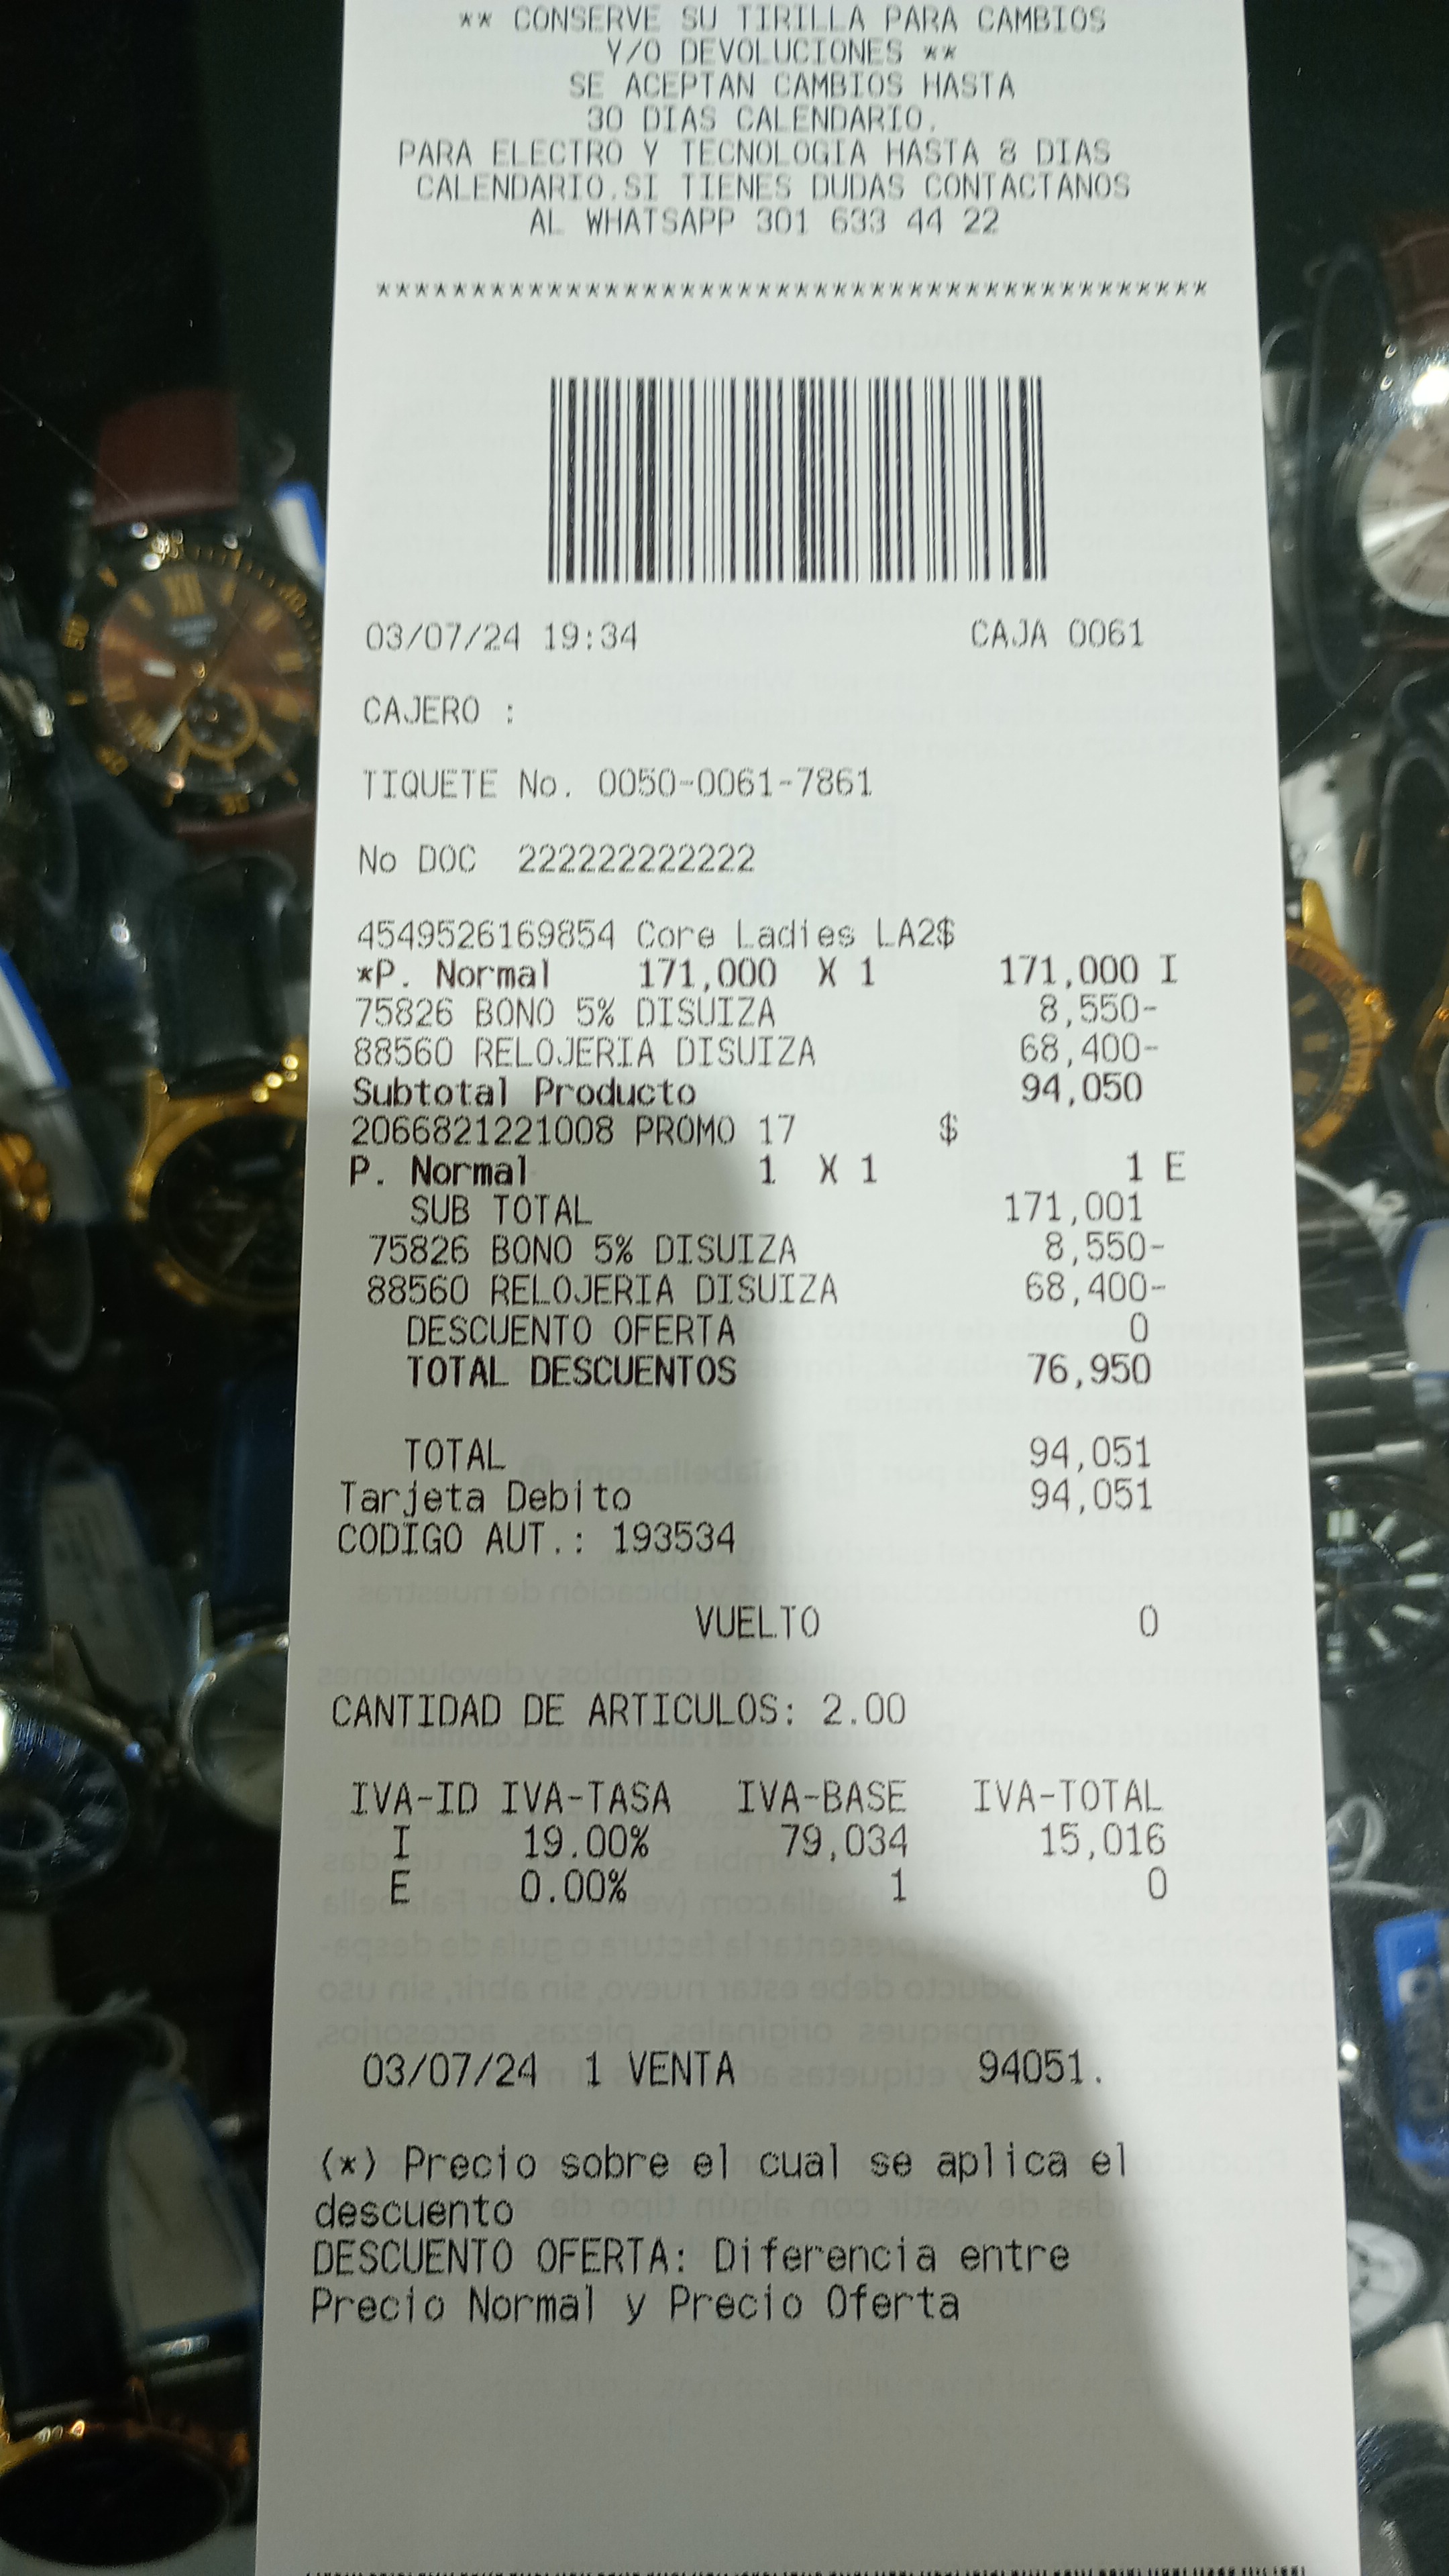 ** CONSERVE SU TIRILLA PARA CAMBIOS
Y/O DEVOLUCIONES **
SE ACEPTAN CAMBIOS HASTA
30 DIAS CALENDARIO.
PARA ELECTRO Y TECNOLOGIA HASTA 8 DIAS
CALENDARIO.SI TIENES DUDAS CONTACTANOS
AL WHATSAPP 301 633 44 22
********************************************
03/07/24 19:34 CAJA 0061
CAJERO :
TIQUETE No. 0050-0061-7861
No DOC 222222222222
4549526169854 Core Ladies LA2$
*P. Normal 171,000 X 1 171,000 I
75826 BONO 5% DISUIZA 8,550-
88560 RELOJERIA DISUIZA 68,400-
Subtotal Producto 94,050
2066821221008 PROMO 17 $
P. Normal 1 X 1 1 E
SUB TOTAL 171,001
75826 BONO 5% DISUIZA 8,550-
88560 RELOJERIA DISUIZA 68,400-
DESCUENTO OFERTA 0
TOTAL DESCUENTOS 76,950
TOTAL 94,051
Tarjeta Debito 94,051
CODIGO AUT.: 193534
VUELTO 0
CANTIDAD DE ARTICULOS: 2.00
IVA-ID IVA-TASA IVA-BASE IVA-TOTAL
I 19.00% 79,034 15,016
E 0.00% 1 0
03/07/24 1 VENTA 94051.
(*) Precio sobre el cual se aplica el
descuento
DESCUENTO OFERTA: Diferencia entre
Precio Normal y Precio Oferta